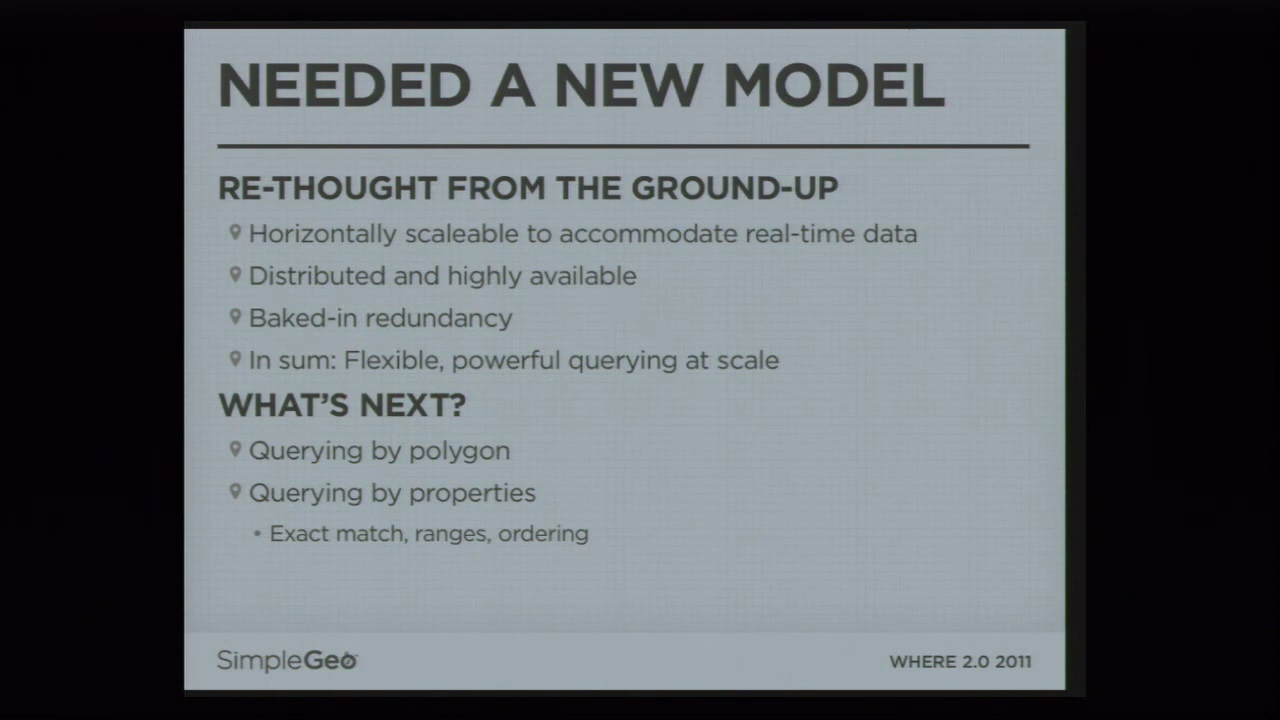 NEEDED A NEW MODEL
RE-THOUGHT FROM THE GROUND-UP
Horizontally scaleable to accommodate real-time data
Distributed and highly available
Baked-in redundancy
In sum: Flexible, powerful querying at scale
WHAT'S NEXT?
Querying by polygon
Querying by properties
• Exact match, ranges, ordering
SimpleGeo
WHERE 2.0 2011